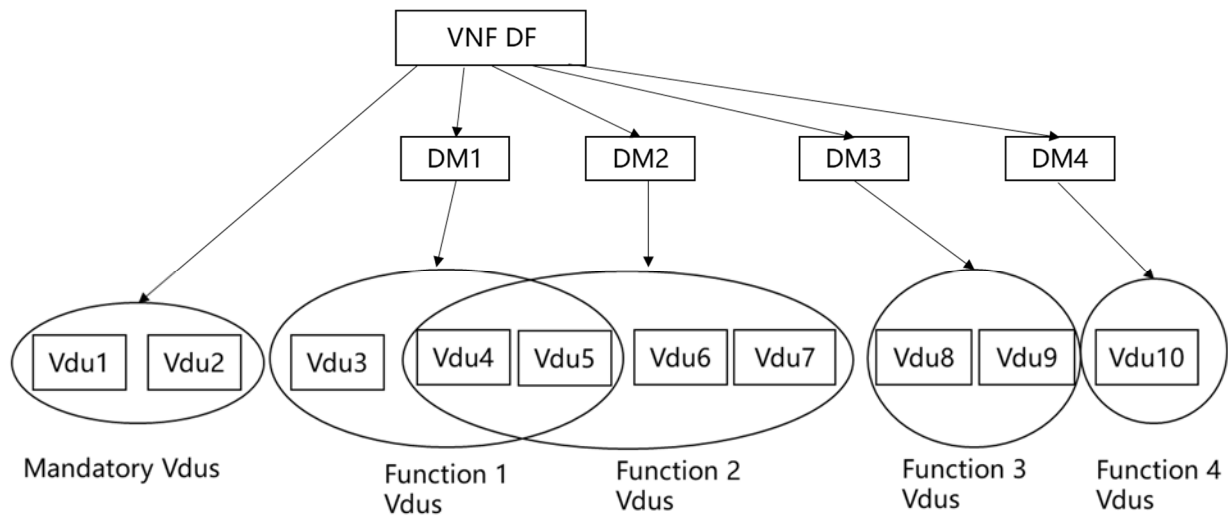 VNF DF
DM1
DM2
DM3
DM4
Vdu1
Vdu2
Vdu3
Vdu4
Vdu5
Vdu6
Vdu7
Vdu8
Vdu9
Vdu10
Mandatory Vdus
Function 1
Vdus
Function 2
Vdus
Function 3
Vdus
Function 4
Vdus